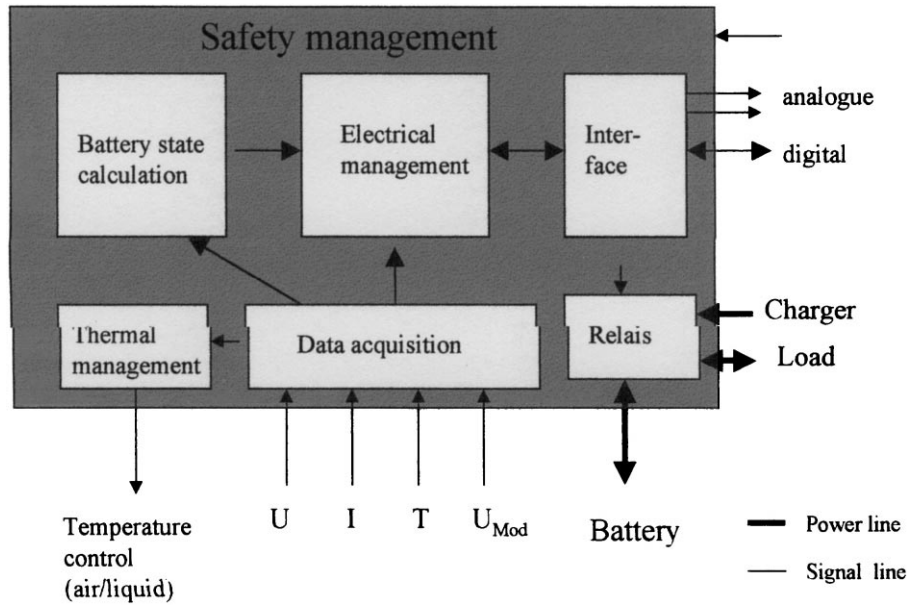 Safety management
Battery state
calculation
Electrical
management
Inter-
face
analogue
digital
Thermal
management
Data acquisition
Relais
Charger
Load
Temperature
control
(air/liquid)
U
I
T
U_Mod
Battery
Power line
Signal line